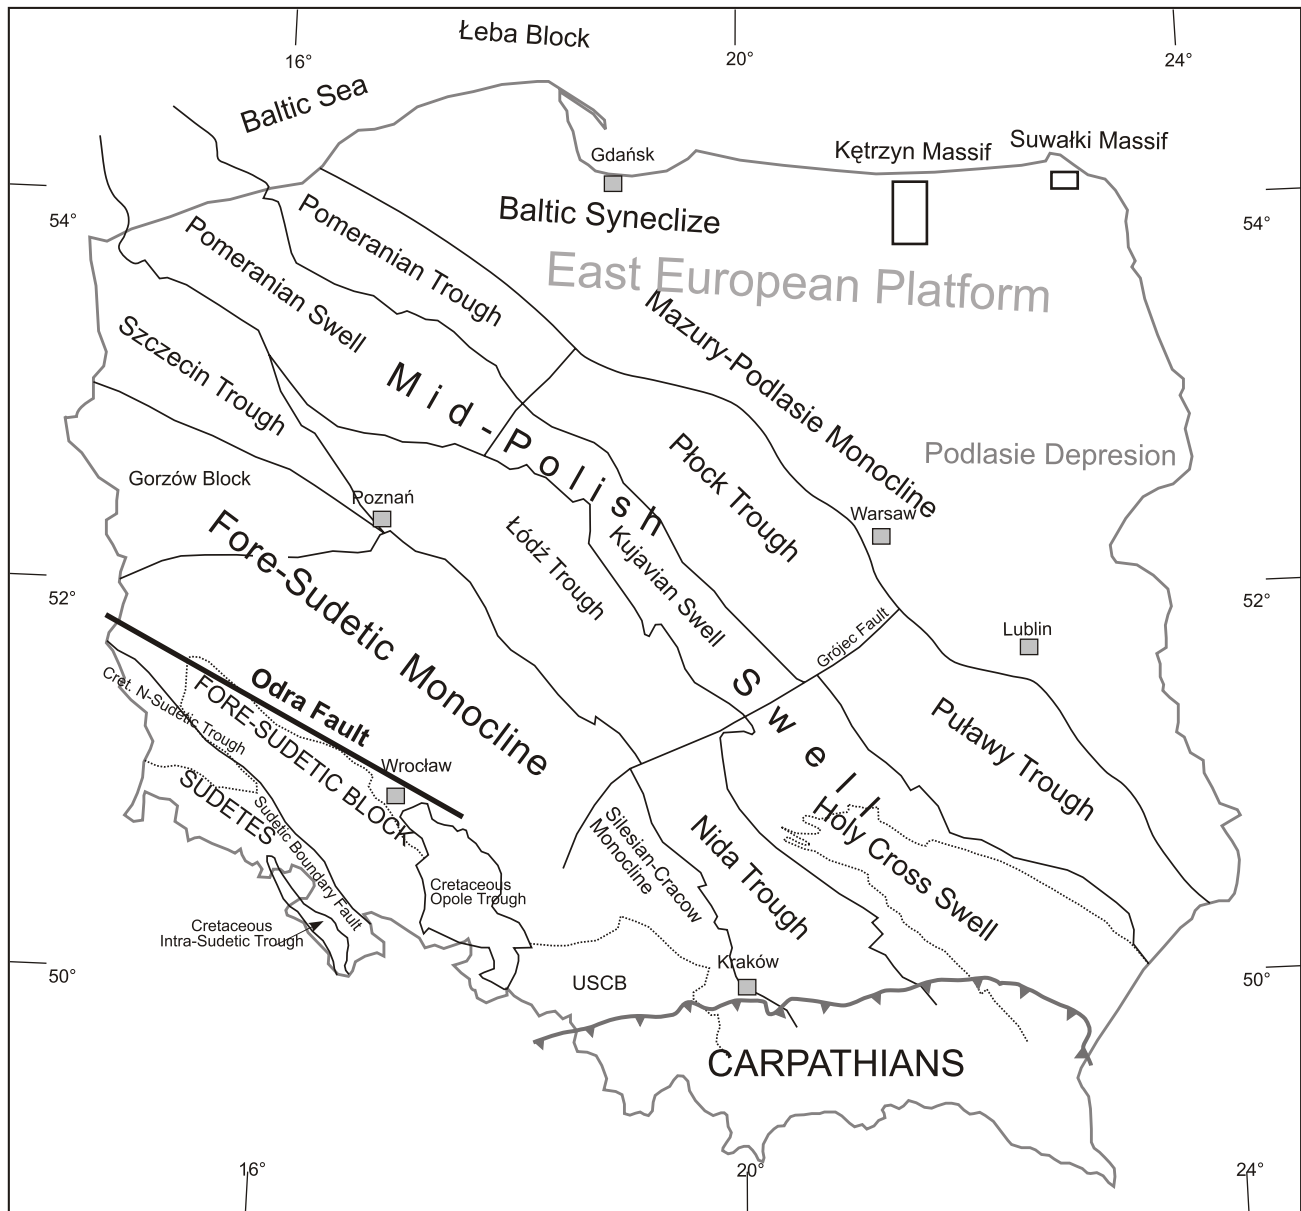 Łeba Block
16°
20°
24°
Baltic Sea
Gdańsk
Kętrzyn Massif
Suwałki Massif
54°
54°
Baltic Syneclize
Pomeranian Trough
Pomeranian Swell
East European Platform
Mazury-Podlasie Monocline
Szczecin Trough
Mid-Polish
Płock Trough
Podlasie Depresion
Gorzów Block
Poznań
Warsaw
Łódź Trough
Kujavian Swell
Fore-Sudetic Monocline
52°
52°
Grójec Fault
Lublin
Odra Fault
Cret. N-Sudetic Trough
FORE-SUDETIC BLOCK
Swell
Puławy Trough
Wrocław
SUDETES
Sudetic Boundary Fault
Silesian-Cracow
Monocline
Nida Trough
Holy Cross Swell
Cretaceous
Opole Trough
Cretaceous
Intra-Sudetic Trough
50°
USCB
Kraków
50°
CARPATHIANS
16°
20°
24°